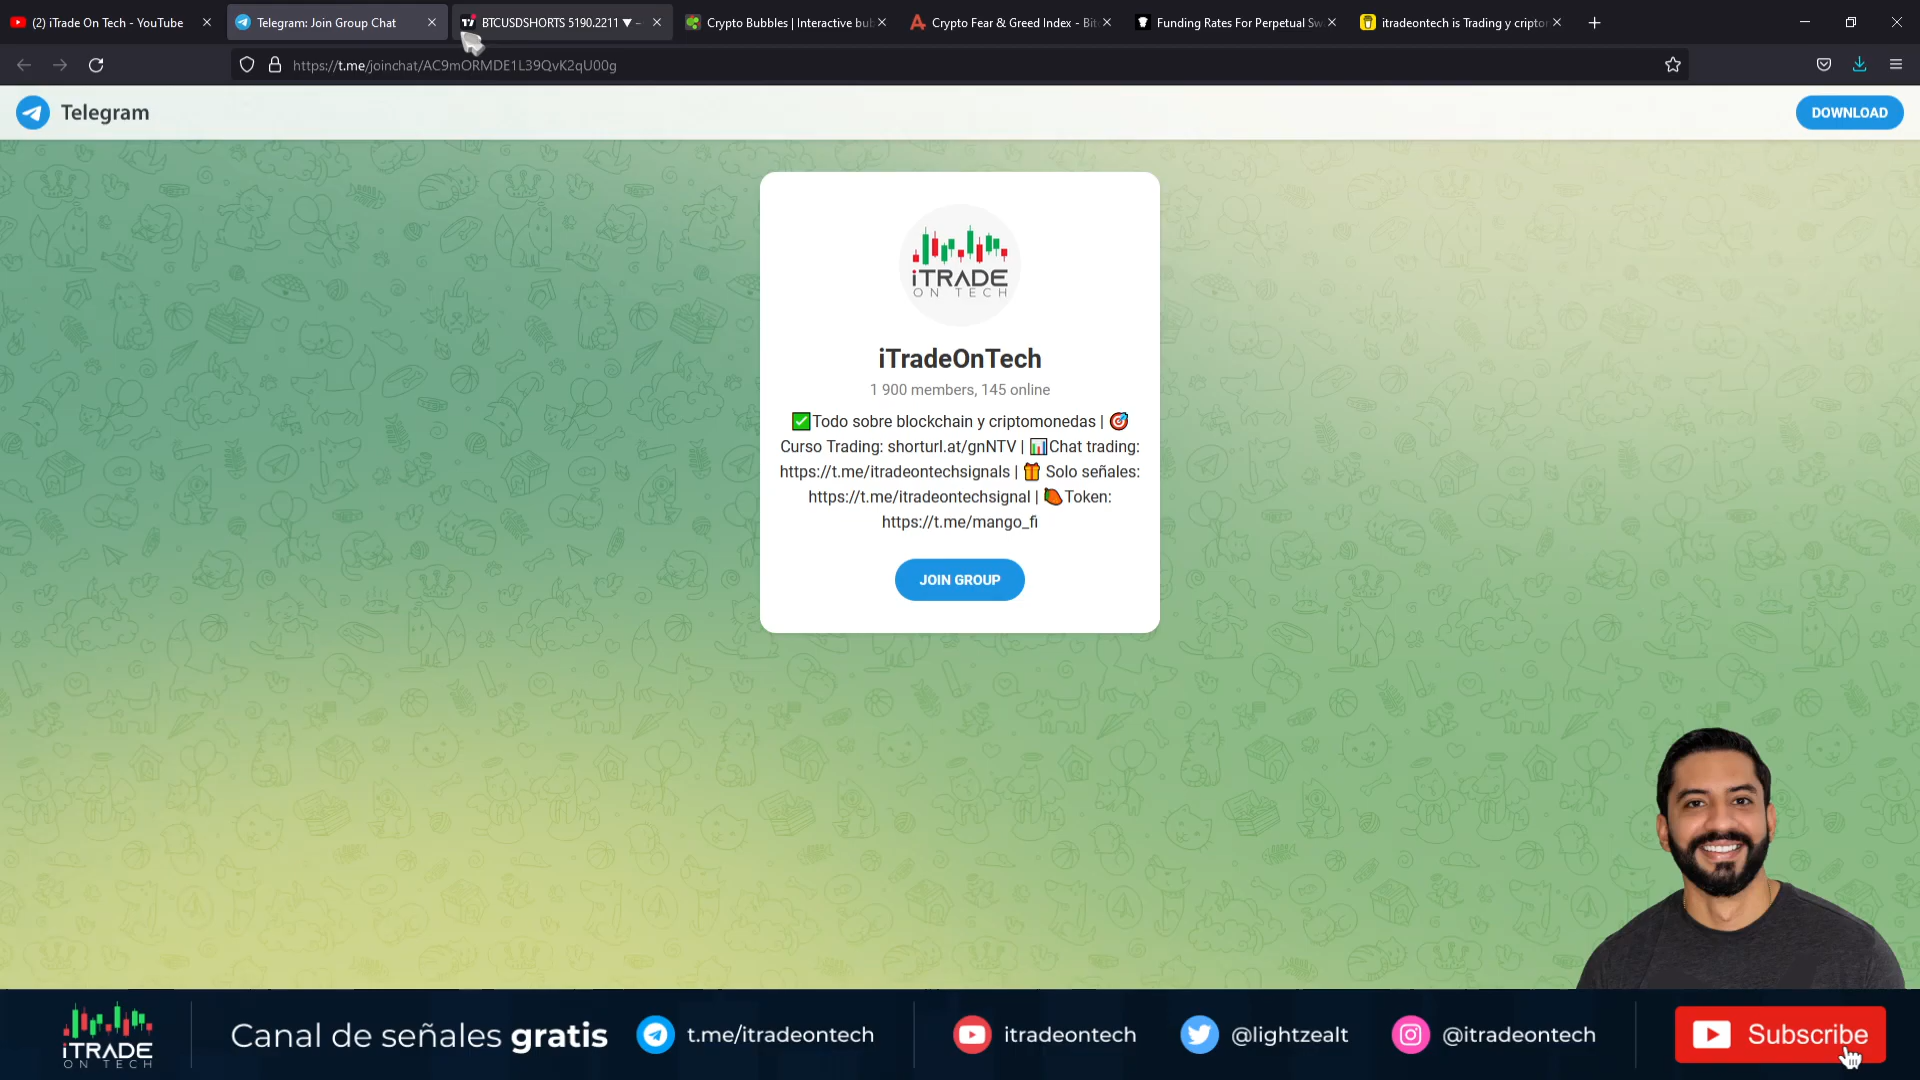 (2) iTrade On Tech - YouTube
Telegram: Join Group Chat
BTCUSDSHORTS 5190.2211 ▼ –
Crypto Bubbles | Interactive bub
Crypto Fear & Greed Index - Bit
Funding Rates For Perpetual Sw
itradeontech is Trading y cripto
https://t.me/joinchat/AC9mORMDE1L39QvK2qU00g
Telegram
DOWNLOAD
iTRADE
ON TECH
iTradeOnTech
1 900 members, 145 online
✅Todo sobre blockchain y criptomonedas | 🎯
Curso Trading: shorturl.at/gnNTV | 📊Chat trading:
https://t.me/itradeontechsignals | 🎁 Solo señales:
https://t.me/itradeontechsignal | 🥭Token:
https://t.me/mango_fi
JOIN GROUP
iTRADE
ON TECH
Canal de señales gratis
t.me/itradeontech
itradeontech
@lightzealt
@itradeontech
Subscribe